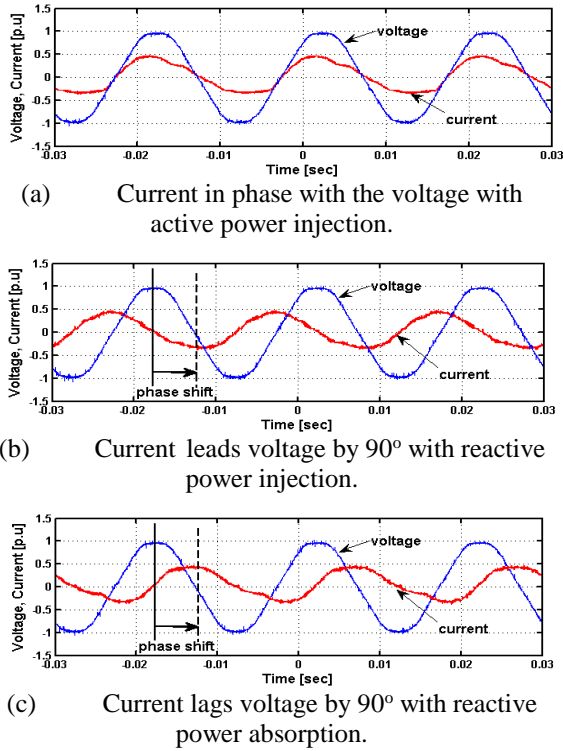 (a)
Voltage, Current [p.u]
1.5
1
0.5
0
-0.5
-1
-1.5
voltage
current
-0.03 -0.02 -0.01 0 0.01 0.02 0.03
Time [sec]
(a) Current in phase with the voltage with
active power injection.
(b)
Voltage, Current [p.u]
1.5
1
0.5
0
-0.5
-1
-1.5
voltage
current
phase shift
-0.03 -0.02 -0.01 0 0.01 0.02 0.03
Time [sec]
(b) Current leads voltage by 90º with reactive
power injection.
(c)
Voltage, Current [p.u]
1.5
1
0.5
0
-0.5
-1
-1.5
voltage
current
phase shift
-0.03 -0.02 -0.01 0 0.01 0.02 0.03
Time [sec]
(c) Current lags voltage by 90º with reactive
power absorption.